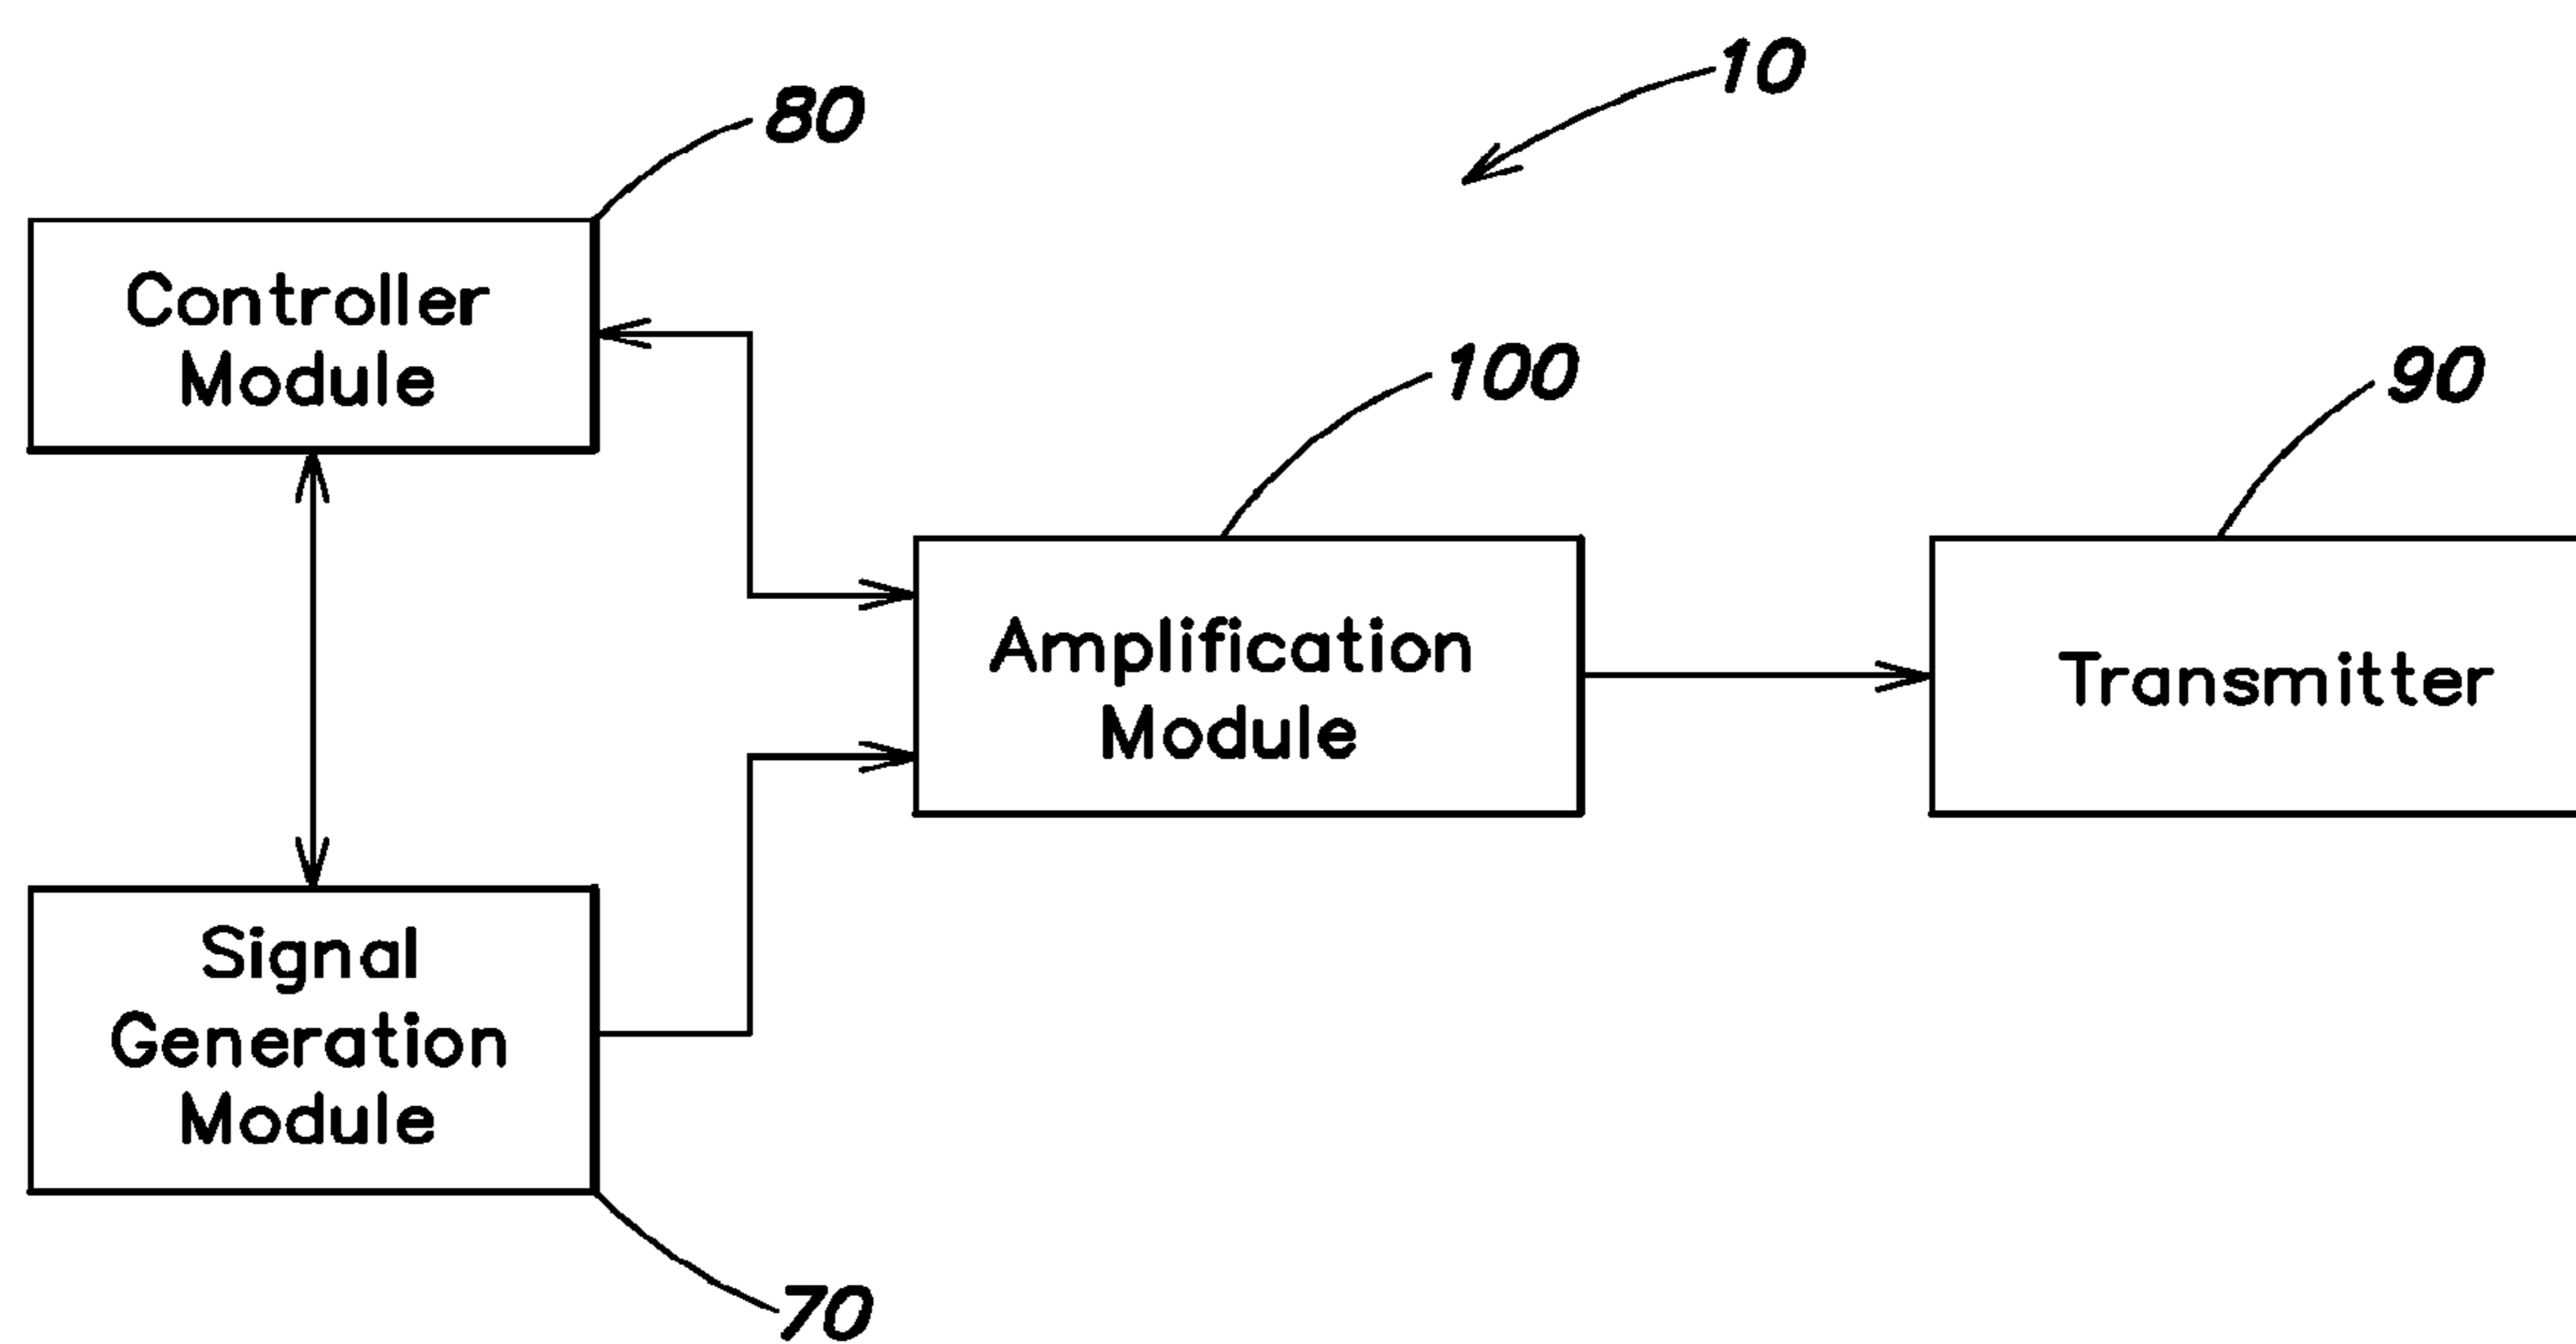 10
80
Controller
Module
100
90
Amplification
Module
Transmitter
Signal
Generation
Module
70